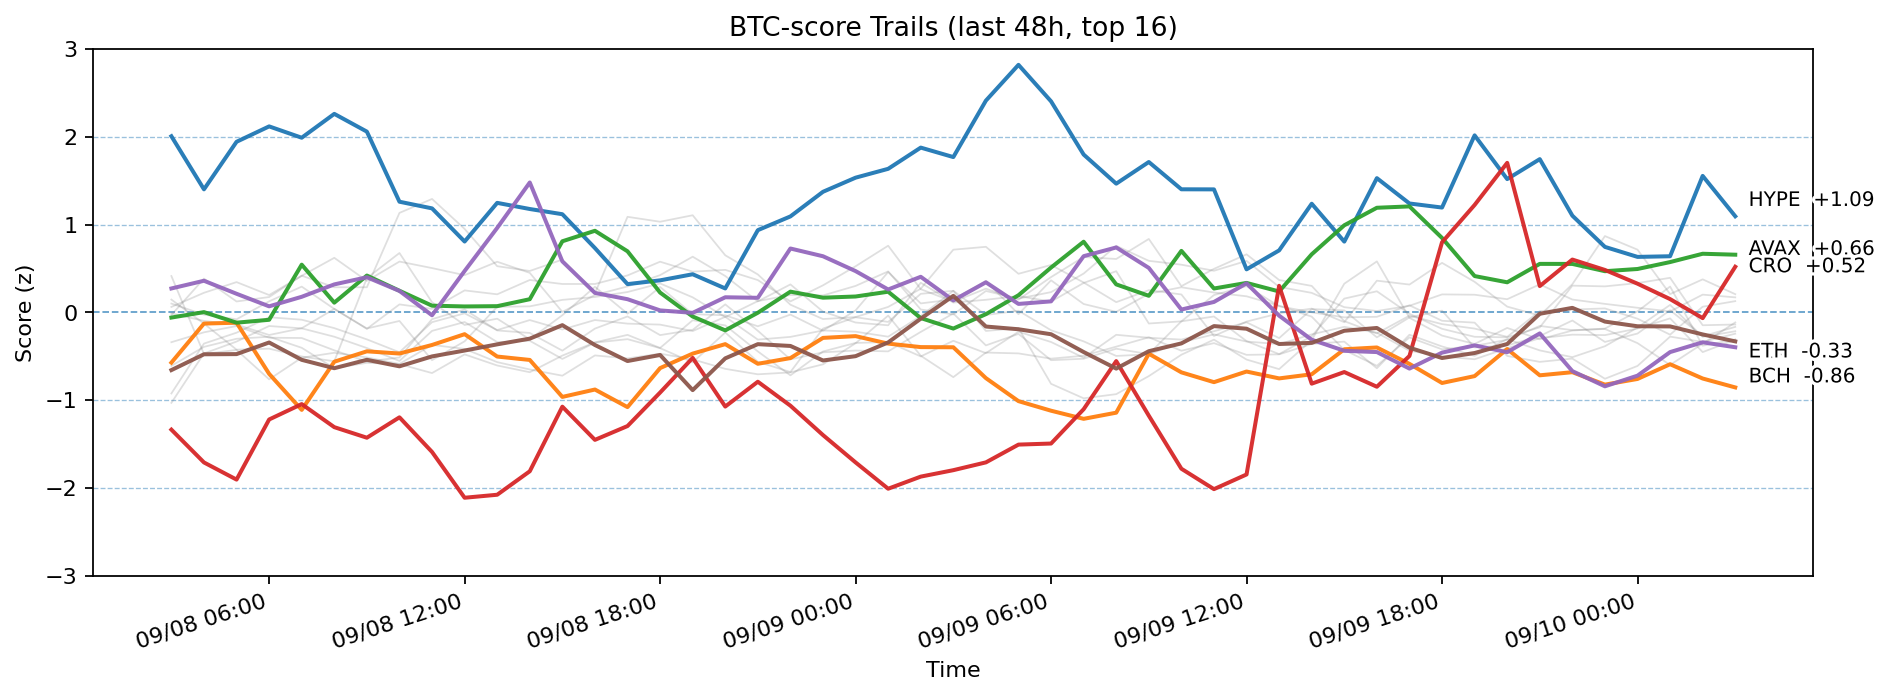 BTC-score Trails (last 48h, top 16)
Score (z)
3
2
1
0
−1
−2
−3
HYPE +1.09
AVAX +0.66
CRO +0.52
ETH -0.33
BCH -0.86
09/08 06:00
09/08 12:00
09/08 18:00
09/09 00:00
09/09 06:00
09/09 12:00
09/09 18:00
09/10 00:00
Time